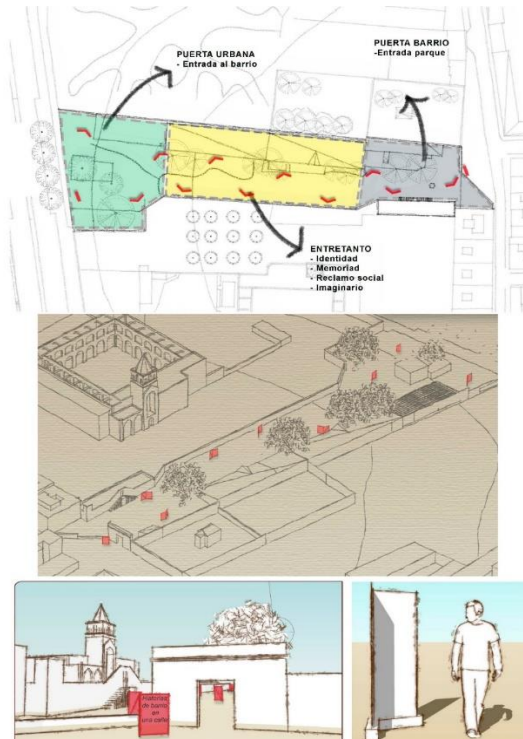 PUERTA URBANA
- Entrada al barrio
PUERTA BARRIO
-Entrada parque
ENTRETANTO
- Identidad
- Memoriad
- Reclamo social
- Imaginario
Historias
de barrio
en
una calle